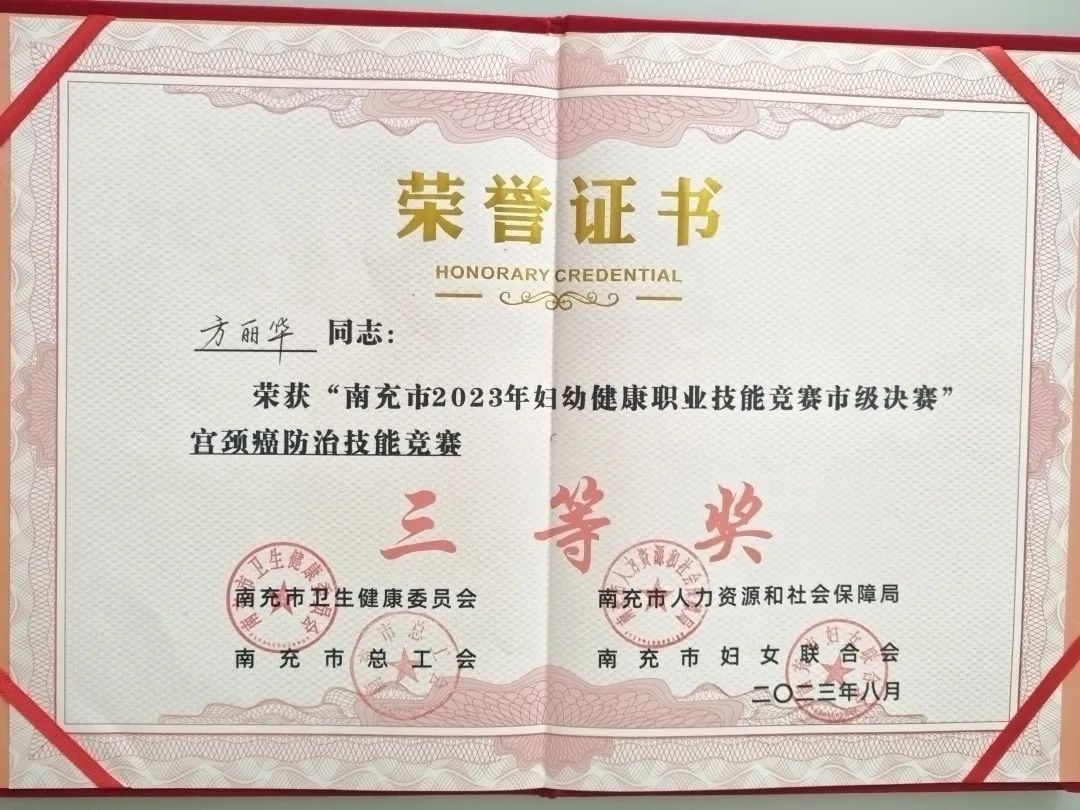 荣誉证书
HONORARY CREDENTIAL
方丽华 同志：
荣获“南充市2023年妇幼健康职业技能竞赛市级决赛”
宫颈癌防治技能竞赛
三等奖
南充市卫生健康委员会 南充市人力资源和社会保障局
南充市总工会 南充市妇女联合会
二〇二三年八月